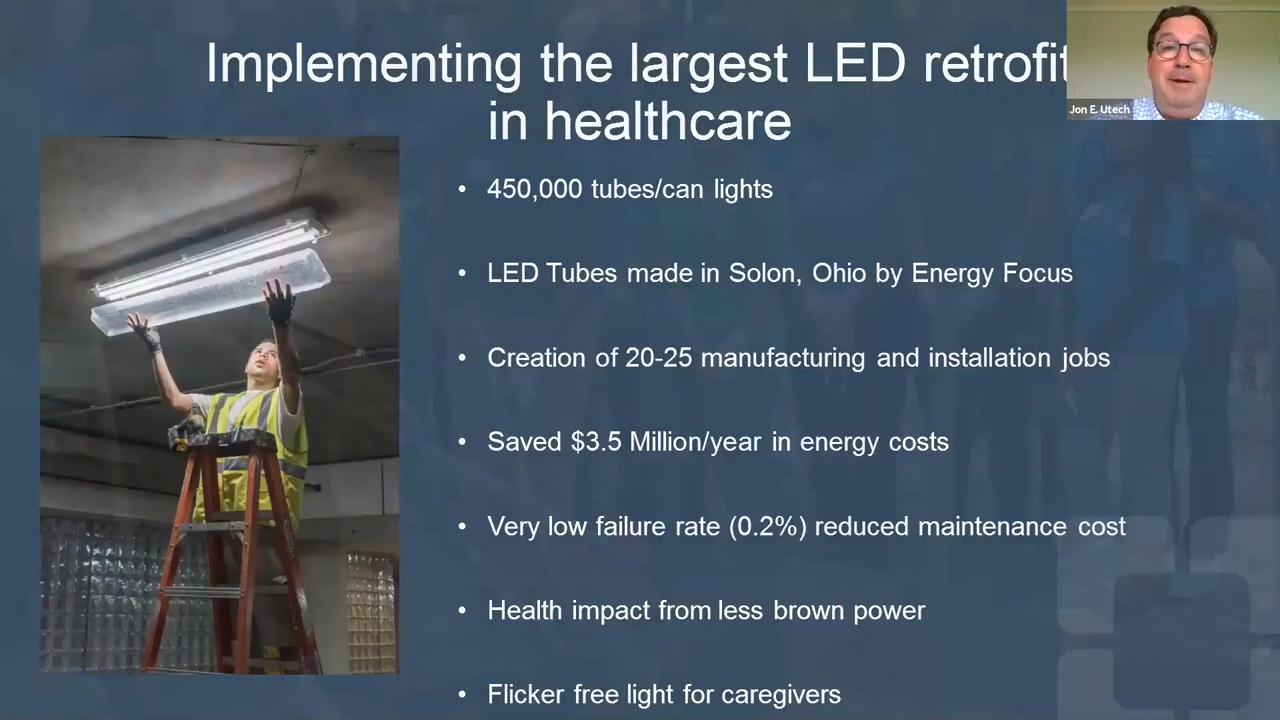 Implementing the largest LED retrofit
in healthcare
Jon E. Utech
• 450,000 tubes/can lights
• LED Tubes made in Solon, Ohio by Energy Focus
• Creation of 20-25 manufacturing and installation jobs
• Saved $3.5 Million/year in energy costs
• Very low failure rate (0.2%) reduced maintenance cost
• Health impact from less brown power
• Flicker free light for caregivers